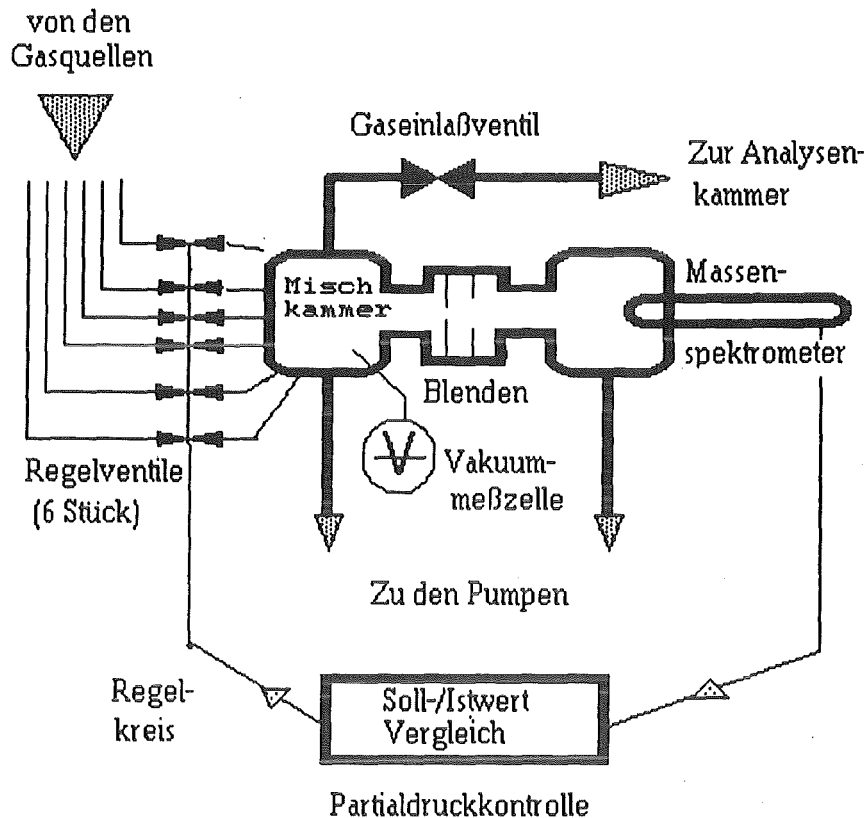 von den
Gasquellen
Gaseinlaßventil
Zur Analysen-
kammer
Misch
kammer
Massen-
spektrometer
Blenden
Regelventile
(6 Stück)
Vakuum-
meßzelle
Zu den Pumpen
Regel-
kreis
Soll-/Istwert
Vergleich
Partialdruckkontrolle